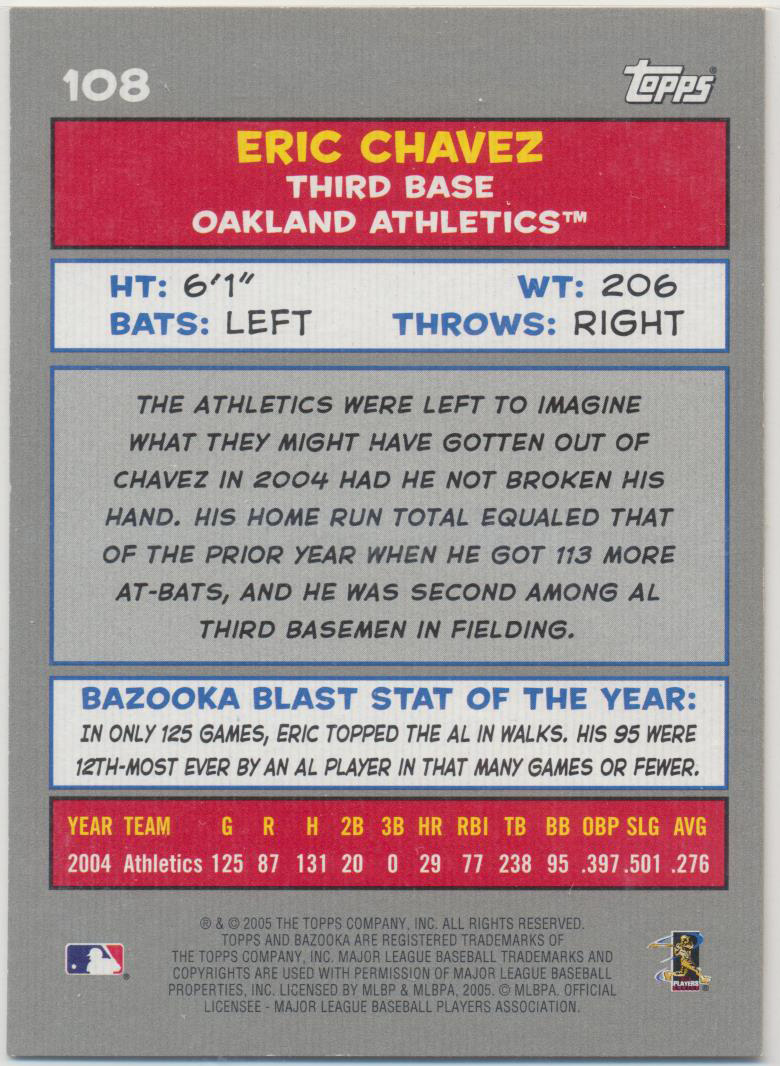 108
Topps
ERIC CHAVEZ
THIRD BASE
OAKLAND ATHLETICS™
HT: 6'1" WT: 206
BATS: LEFT THROWS: RIGHT
THE ATHLETICS WERE LEFT TO IMAGINE
WHAT THEY MIGHT HAVE GOTTEN OUT OF
CHAVEZ IN 2004 HAD HE NOT BROKEN HIS
HAND. HIS HOME RUN TOTAL EQUALED THAT
OF THE PRIOR YEAR WHEN HE GOT 113 MORE
AT-BATS, AND HE WAS SECOND AMONG AL
THIRD BASEMEN IN FIELDING.
BAZOOKA BLAST STAT OF THE YEAR:
IN ONLY 125 GAMES, ERIC TOPPED THE AL IN WALKS. HIS 95 WERE
12TH-MOST EVER BY AN AL PLAYER IN THAT MANY GAMES OR FEWER.
YEAR TEAM G R H 2B 3B HR RBI TB BB OBP SLG AVG
2004 Athletics 125 87 131 20 0 29 77 238 95 .397 .501 .276
® & © 2005 THE TOPPS COMPANY, INC. ALL RIGHTS RESERVED.
TOPPS AND BAZOOKA ARE REGISTERED TRADEMARKS OF
THE TOPPS COMPANY, INC. MAJOR LEAGUE BASEBALL TRADEMARKS AND
COPYRIGHTS ARE USED WITH PERMISSION OF MAJOR LEAGUE BASEBALL
PROPERTIES, INC. LICENSED BY MLBP & MLBPA, 2005. © MLBPA. OFFICIAL
LICENSEE - MAJOR LEAGUE BASEBALL PLAYERS ASSOCIATION.
PLAYERS